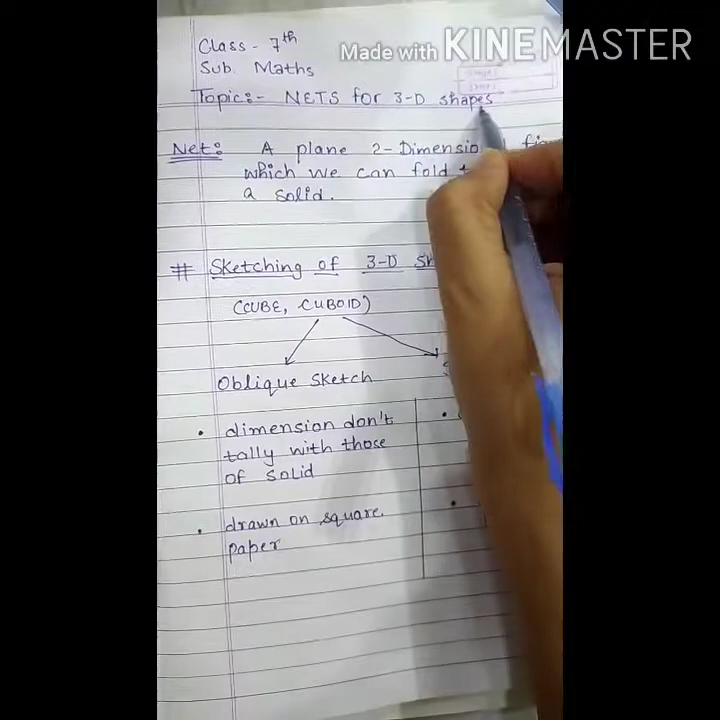 Class - 7th
Made with KINEMASTER
Sub. Maths
Topic:- NETS for 3-D shapes
Net: A plane 2-Dimensio
which we can fold
a solid.
# Sketching of 3-D
(CUBE, CUBOID)
Oblique Sketch
• dimension don't
tally with those
of solid
• drawn on square
paper